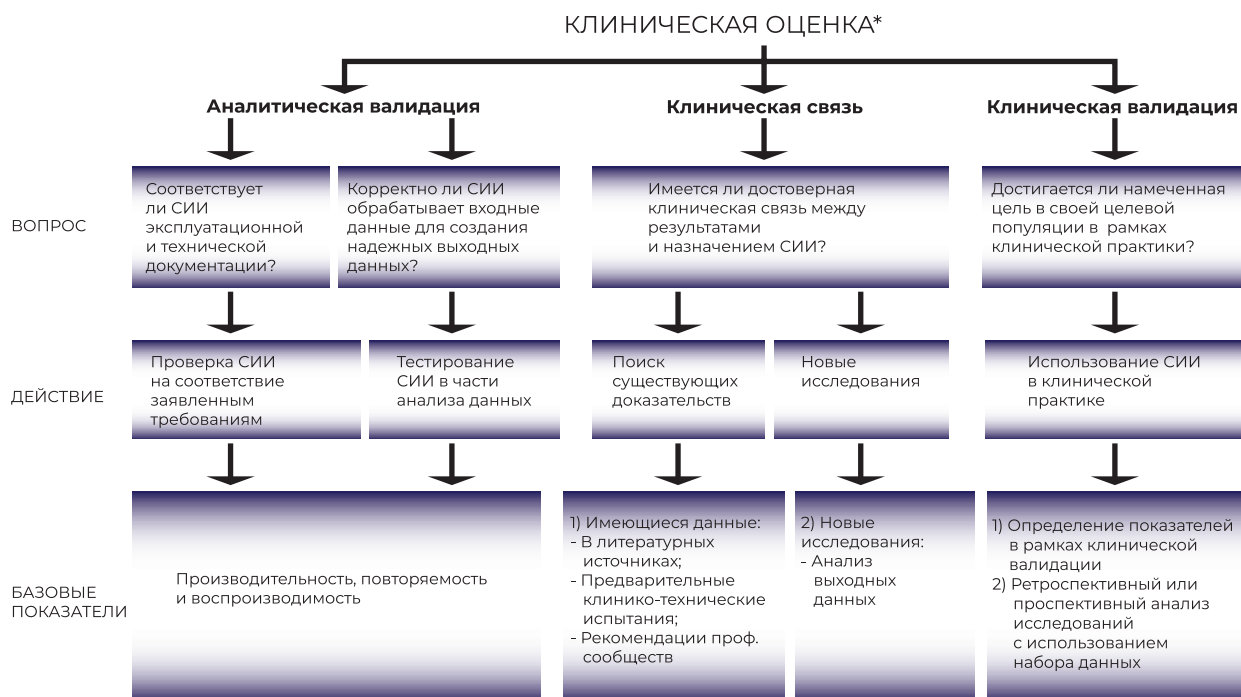 КЛИНИЧЕСКАЯ ОЦЕНКА*
Аналитическая валидация
Клиническая связь
Клиническая валидация
ВОПРОС
Соответствует
ли СИИ
эксплуатационной
и технической
документации?
Корректно ли СИИ
обрабатывает входные
данные для создания
надежных выходных
данных?
Имеется ли достоверная
клиническая связь между
результатами
и назначением СИИ?
Достигается ли намеченная
цель в своей целевой
популяции в рамках
клинической практики?
ДЕЙСТВИЕ
Проверка СИИ
на соответствие
заявленным
требованиям
Тестирование
СИИ в части
анализа данных
Поиск
существующих
доказательств
Новые
исследования
Использование СИИ
в клинической
практике
БАЗОВЫЕ
ПОКАЗАТЕЛИ
Производительность, повторяемость
и воспроизводимость
1) Имеющиеся данные:
- В литературных
источниках;
- Предварительные
клинико-технические
испытания;
- Рекомендации проф.
сообществ
2) Новые
исследования:
- Анализ
выходных
данных
1) Определение показателей
в рамках клинической
валидации
2) Ретроспективный или
проспективный анализ
исследований
с использованием
набора данных